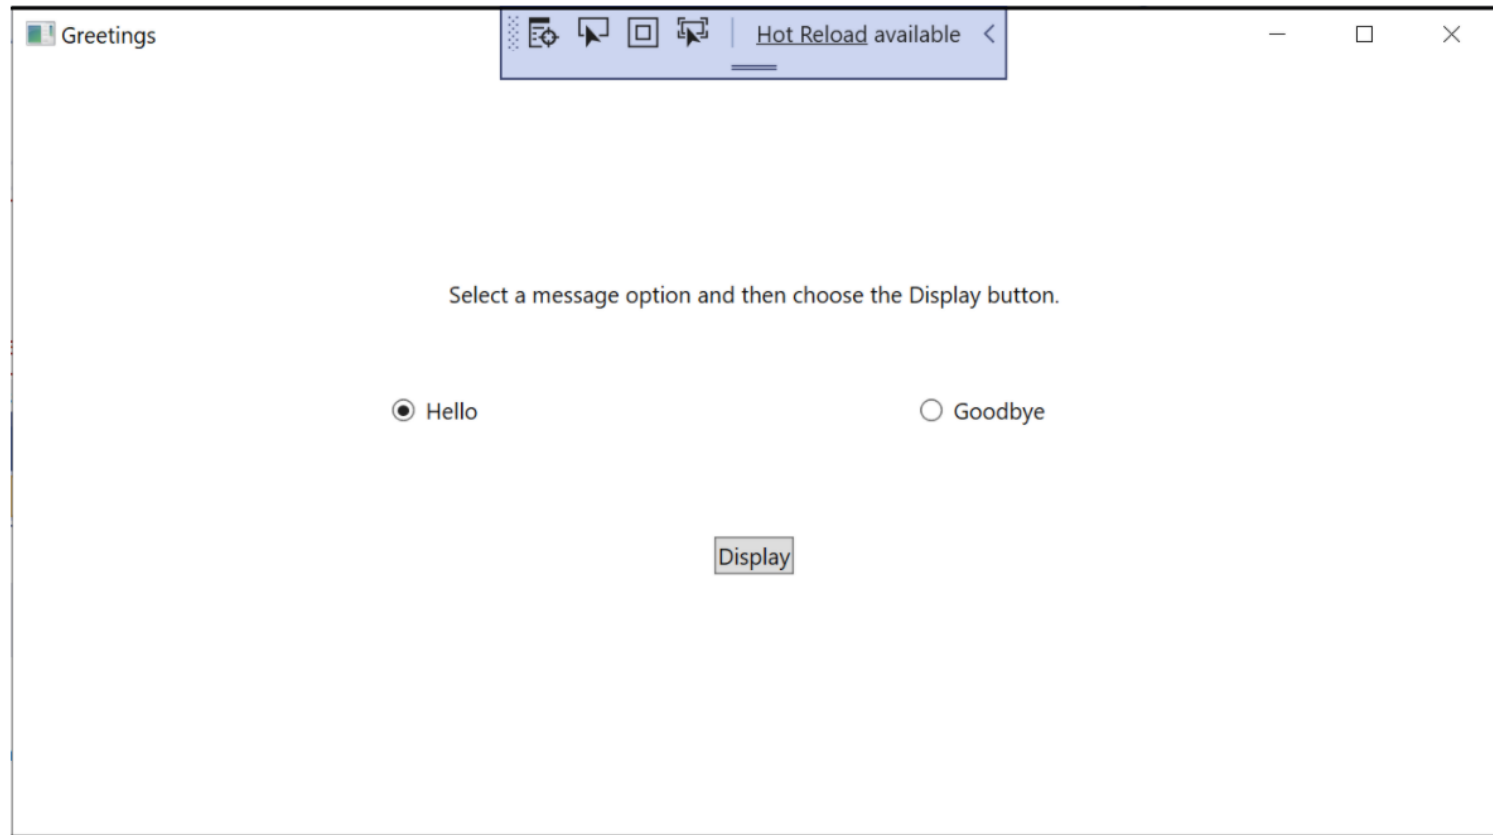 Greetings
Hot Reload available
Select a message option and then choose the Display button.
Hello
Goodbye
Display